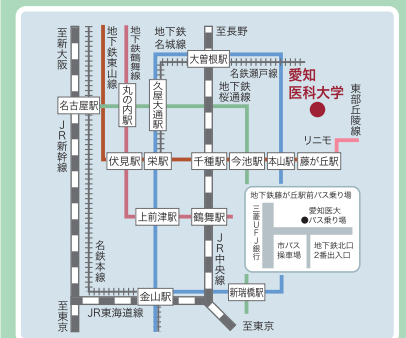 至新大阪
地下鉄東山線
地下鉄鶴舞線
地下鉄
名城線
至長野
大曽根駅
名鉄瀬戸線
愛知
医科大学
地下鉄
桜通線
東部丘陵線
リニモ
名古屋駅
丸の内駅
久屋大通駅
JR新幹線
伏見駅
栄駅
千種駅
今池駅
本山駅
藤が丘駅
上前津駅
鶴舞駅
地下鉄藤が丘駅前バス乗り場
三菱UFJ銀行
愛知医大
バス乗り場
市バス
操車場
地下鉄北口
2番出入口
名鉄本線
JR中央線
金山駅
新瑞橋駅
至東京
JR東海道線
至東京